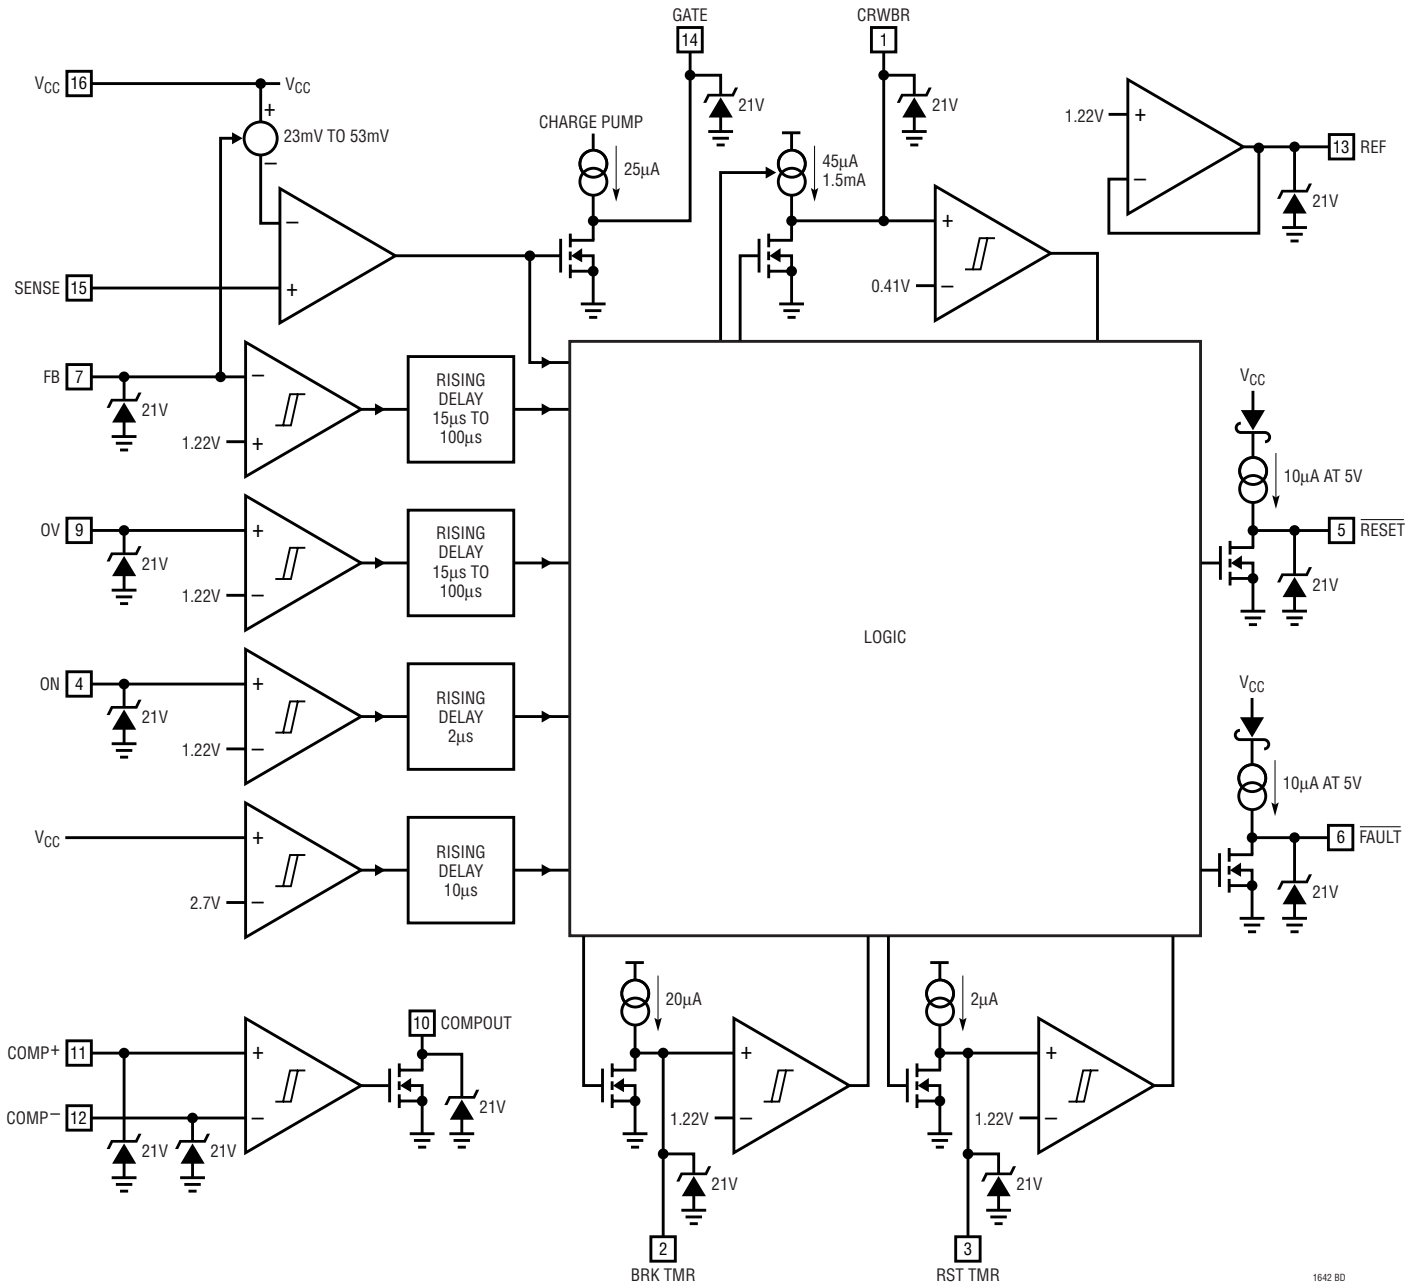 GATE
14
CRWBR
1
VCC 16
VCC
+
23mV TO 53mV
−
21V
21V
CHARGE PUMP
25µA
45µA
1.5mA
1.22V
+
−
13 REF
21V
−
+
SENSE 15
+
0.41V
−
FB 7
−
21V
1.22V
+
RISING
DELAY
15µs TO
100µs
OV 9
+
21V
1.22V
−
RISING
DELAY
15µs TO
100µs
ON 4
+
21V
1.22V
−
RISING
DELAY
2µs
VCC
+
2.7V
−
RISING
DELAY
10µs
LOGIC
VCC
10µA AT 5V
5 RESET
21V
VCC
10µA AT 5V
6 FAULT
21V
COMP+ 11
+
COMP− 12
−
21V
21V
10 COMPOUT
21V
20µA
+
1.22V
−
21V
2
BRK TMR
2µA
+
1.22V
−
21V
3
RST TMR
1642 BD